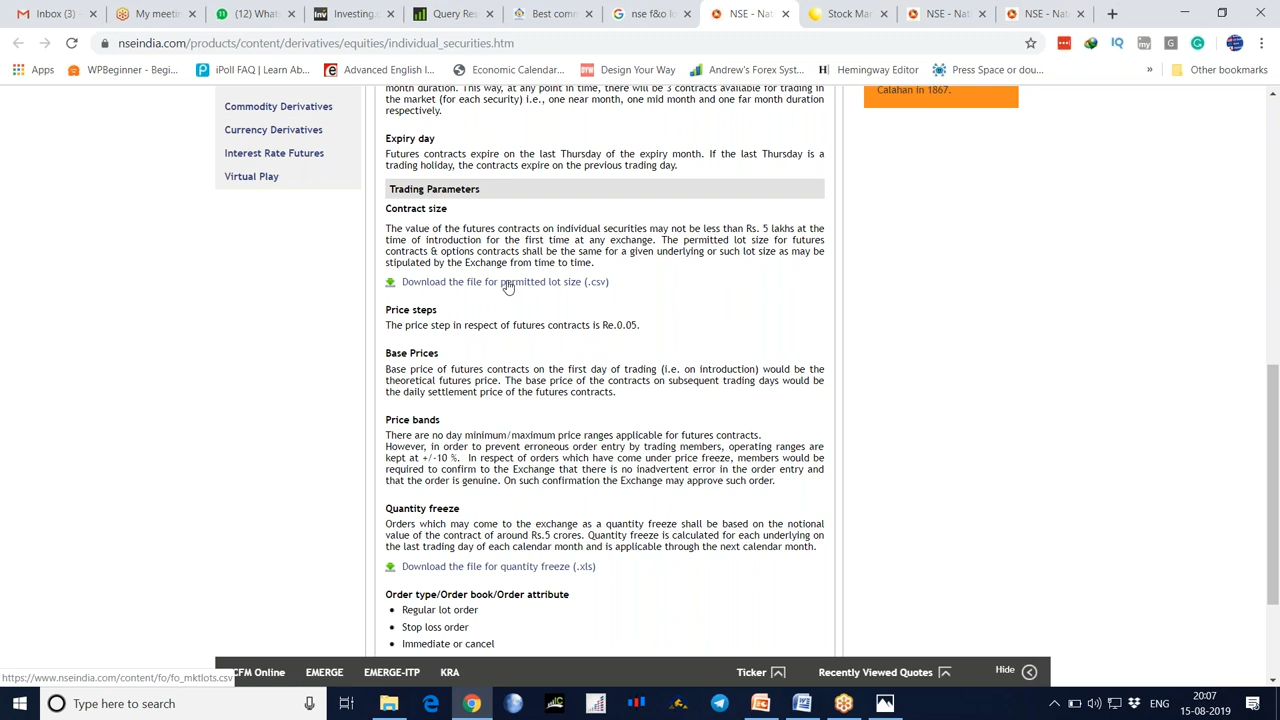 Inbox (3)
My meetin
(12) Whats
Investing.c
Query Res
Best comm
nse f&o lo
NSE - Nati
Stock Mar
NSE - Nati
NSE - Nati
nseindia.com/products/content/derivatives/equities/individual_securities.htm
Apps
WPBeginner - Begi...
iPoll FAQ | Learn Ab...
Advanced English I...
Economic Calendar...
Design Your Way
Andrew's Forex Syst...
Hemingway Editor
Press Space or dou...
»
Other bookmarks
Commodity Derivatives
Currency Derivatives
Interest Rate Futures
Virtual Play
month duration. This way, at any point in time, there will be 3 contracts available for trading in
the market (for each security) i.e., one near month, one mid month and one far month duration
respectively.
Calahan in 1867.
Expiry day
Futures contracts expire on the last Thursday of the expiry month. If the last Thursday is a
trading holiday, the contracts expire on the previous trading day.
Trading Parameters
Contract size
The value of the futures contracts on individual securities may not be less than Rs. 5 lakhs at the
time of introduction for the first time at any exchange. The permitted lot size for futures
contracts & options contracts shall be the same for a given underlying or such lot size as may be
stipulated by the Exchange from time to time.
Download the file for permitted lot size (.csv)
Price steps
The price step in respect of futures contracts is Re.0.05.
Base Prices
Base price of futures contracts on the first day of trading (i.e. on introduction) would be the
theoretical futures price. The base price of the contracts on subsequent trading days would be
the daily settlement price of the futures contracts.
Price bands
There are no day minimum/maximum price ranges applicable for futures contracts.
However, in order to prevent erroneous order entry by trading members, operating ranges are
kept at +/-10 %. In respect of orders which have come under price freeze, members would be
required to confirm to the Exchange that there is no inadvertent error in the order entry and
that the order is genuine. On such confirmation the Exchange may approve such order.
Quantity freeze
Orders which may come to the exchange as a quantity freeze shall be based on the notional
value of the contract of around Rs.5 crores. Quantity freeze is calculated for each underlying on
the last trading day of each calendar month and is applicable through the next calendar month.
Download the file for quantity freeze (.xls)
Order type/Order book/Order attribute
• Regular lot order
• Stop loss order
• Immediate or cancel
CFM Online
EMERGE
EMERGE-ITP
KRA
Ticker
Recently Viewed Quotes
Hide
https://www.nseindia.com/content/fo/fo_mktlots.csv
Type here to search
20:07
15-08-2019